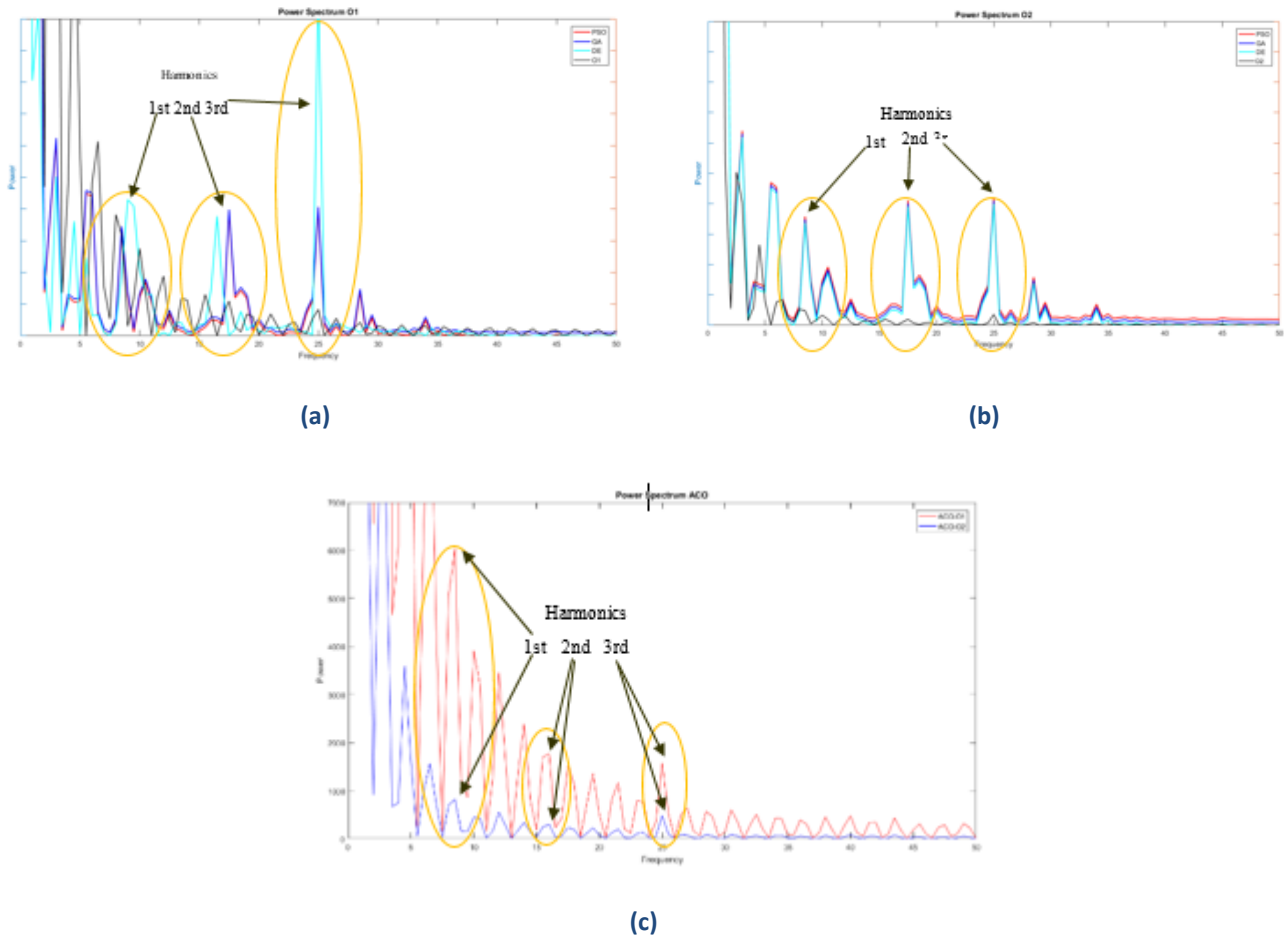 Power Spectrum O1
PSO
GA
DE
O1
Harmonics
1st 2nd 3rd
Power
0 5 10 15 20 25 30 35 40 45 50
Frequency
(a)
Power Spectrum O2
PSO
GA
DE
O2
Harmonics
1st 2nd
Power
0 5 10 15 20 25 30 35 40 45 50
Frequency
(b)
Power Spectrum ACO
ACO-O1
ACO-O2
7000
6000
5000
4000
3000
2000
1000
0
Harmonics
1st 2nd 3rd
Power
0 5 10 15 20 25 30 35 40 45 50
Frequency
(c)